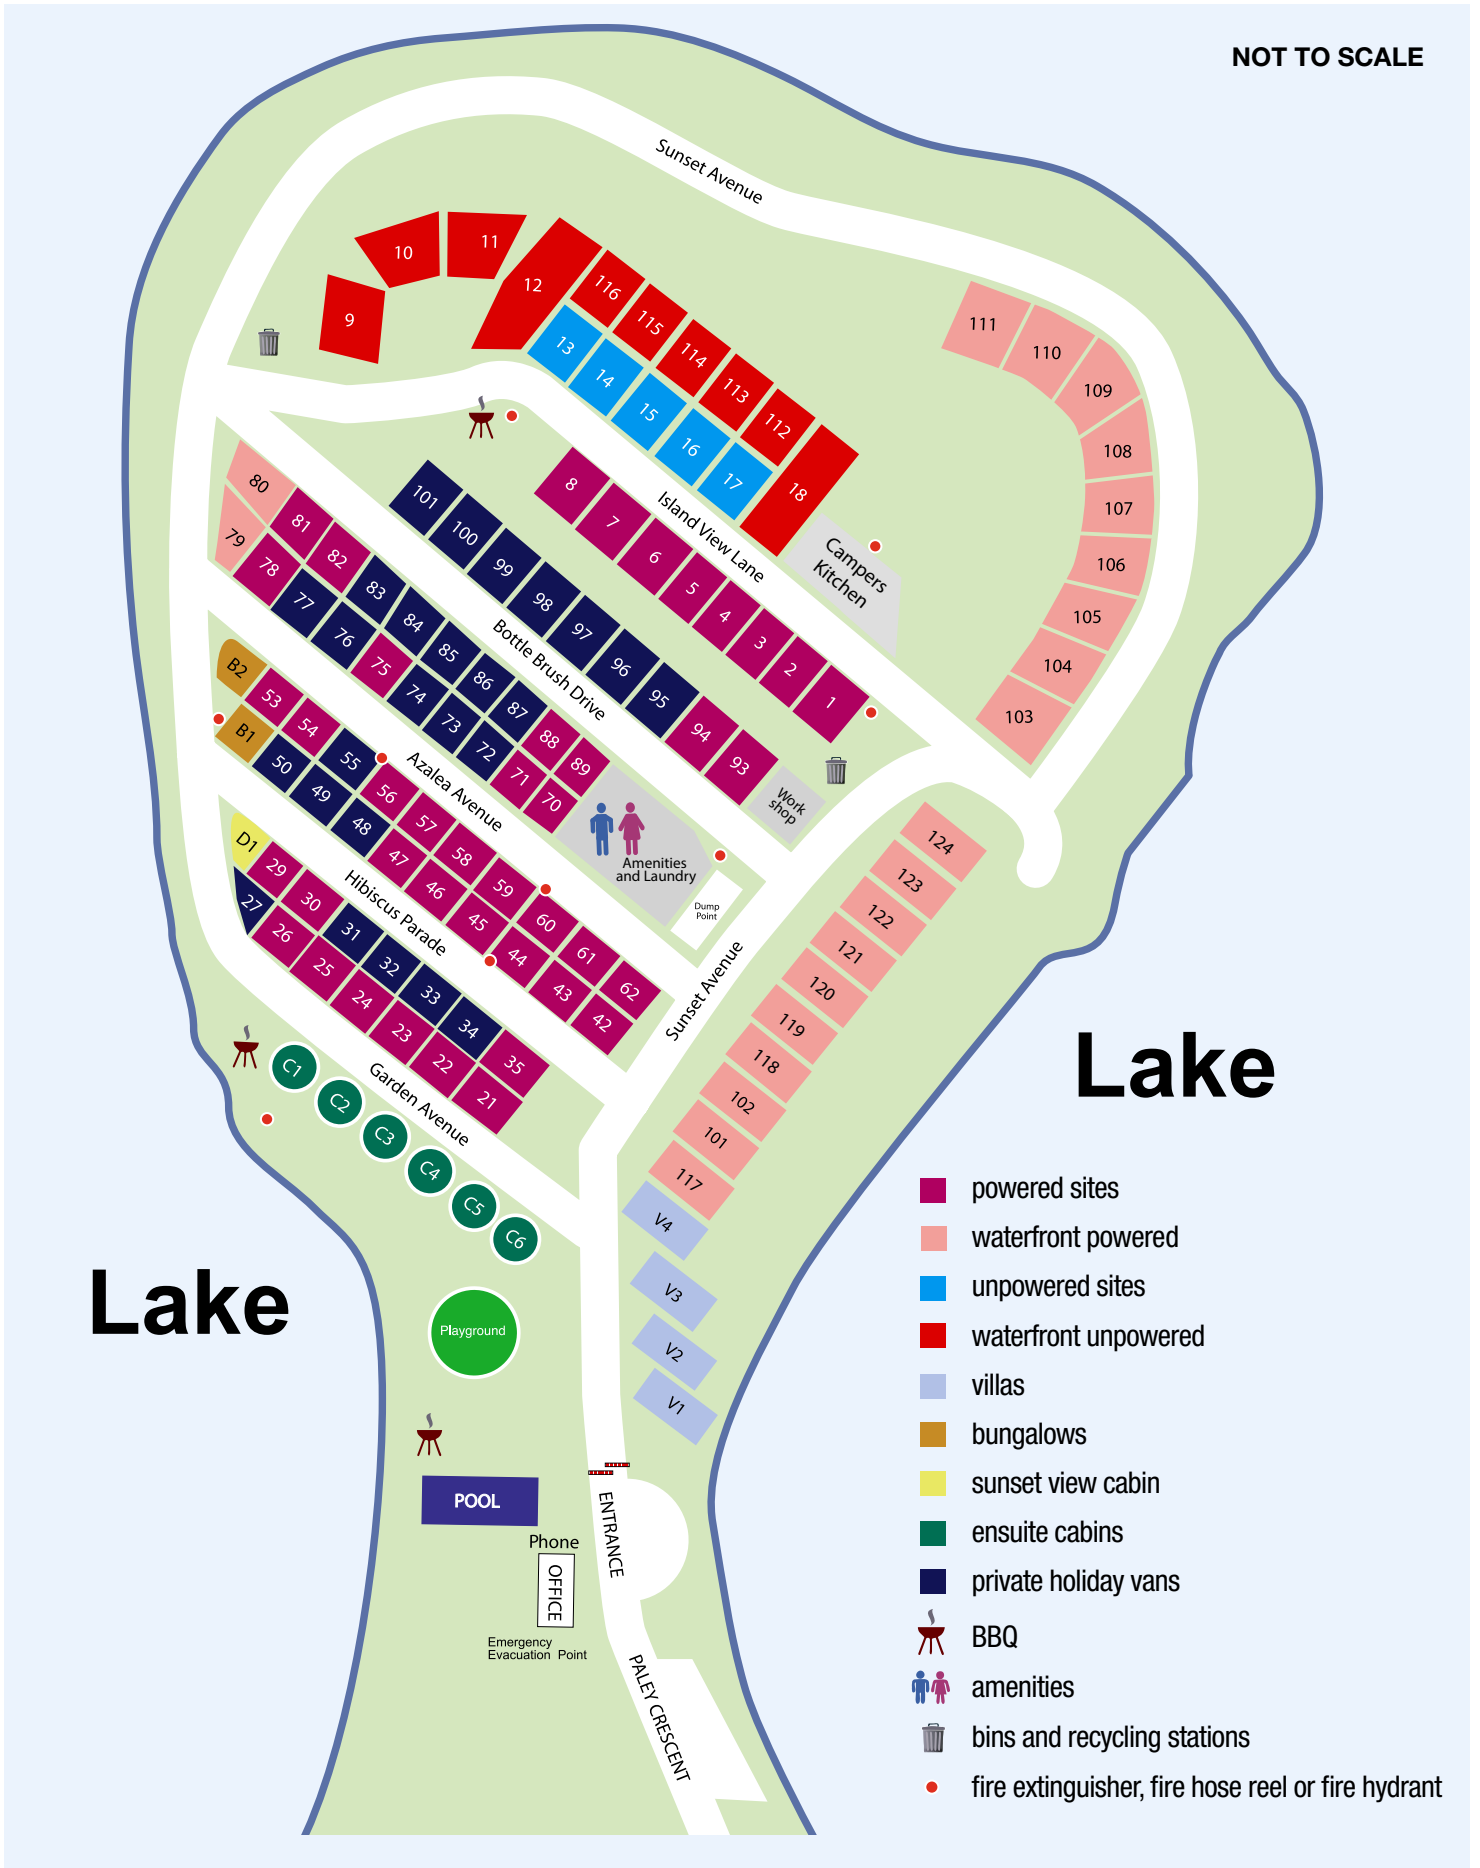 NOT TO SCALE
Sunset Avenue
10
11
12
9
116
115
114
113
112
18
13
14
15
16
17
111
110
109
108
107
106
105
104
103
Island View Lane
Campers
Kitchen
8
7
6
5
4
3
2
1
101
100
99
98
97
96
95
94
93
Work
shop
Bottle Brush Drive
80
81
82
83
84
85
86
87
88
89
79
78
77
76
75
74
73
72
71
70
Amenities
and Laundry
Dump
Point
Azalea Avenue
B2
53
54
55
56
57
58
59
60
61
62
B1
50
49
48
47
46
45
44
43
42
Hibiscus Parade
D1
29
30
31
32
33
34
35
27
26
25
24
23
22
21
Garden Avenue
Sunset Avenue
124
123
122
121
120
119
118
102
101
117
V4
V3
V2
V1
C1
C2
C3
C4
C5
C6
Lake
Lake
Playground
POOL
Phone
OFFICE
Emergency
Evacuation Point
ENTRANCE
PALEY CRESCENT
powered sites
waterfront powered
unpowered sites
waterfront unpowered
villas
bungalows
sunset view cabin
ensuite cabins
private holiday vans
BBQ
amenities
bins and recycling stations
fire extinguisher, fire hose reel or fire hydrant